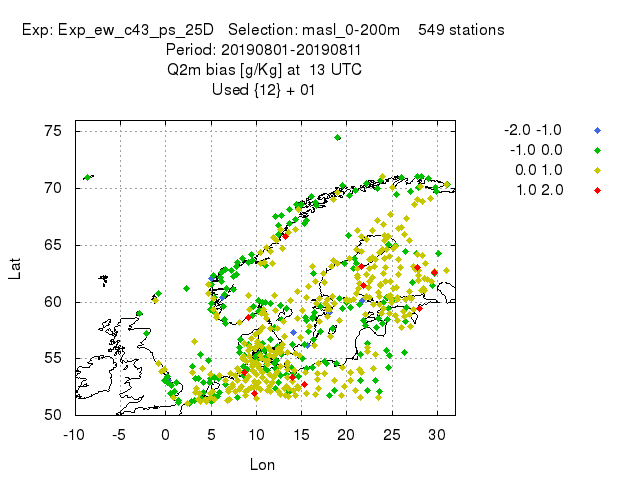 Exp: Exp_ew_c43_ps_25D Selection: masl_0-200m 549 stations
Period: 20190801-20190811
Q2m bias [g/Kg] at 13 UTC
Used {12} + 01
-2.0 -1.0
-1.0 0.0
0.0 1.0
1.0 2.0
75
70
65
60
55
50
Lat
-10 -5 0 5 10 15 20 25 30
Lon